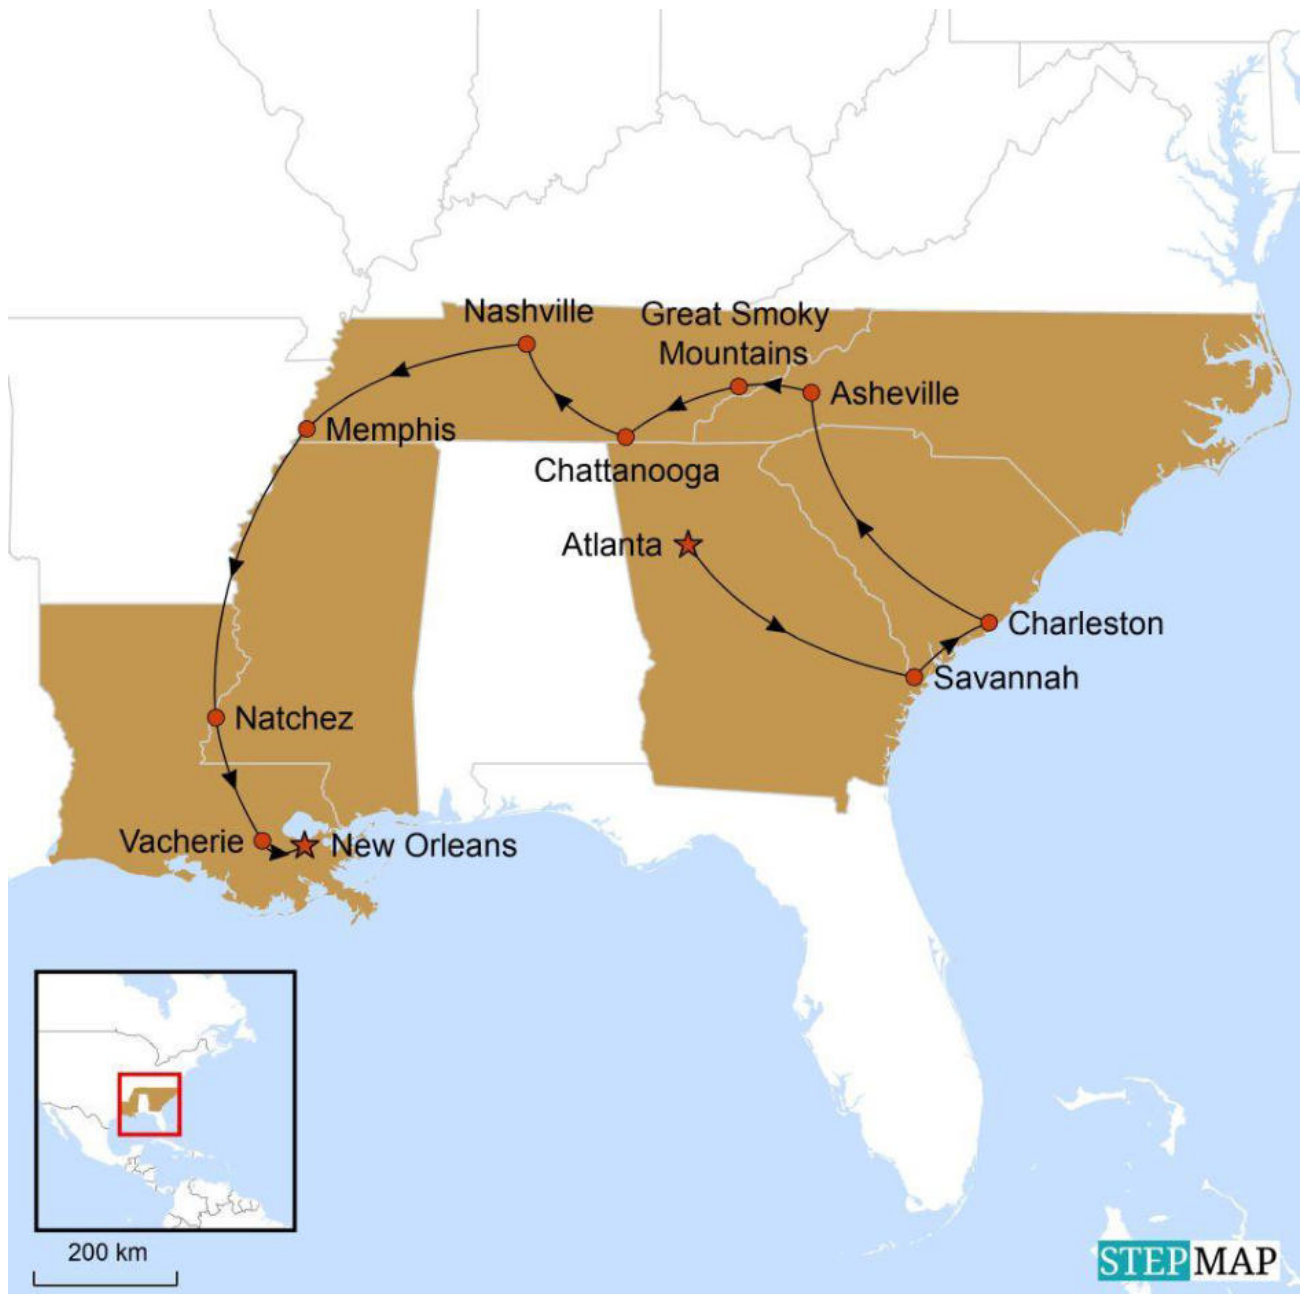 Nashville
Great Smoky
Mountains
Asheville
Memphis
Chattanooga
Atlanta
Charleston
Savannah
Natchez
Vacherie
New Orleans
200 km
STEPMAP